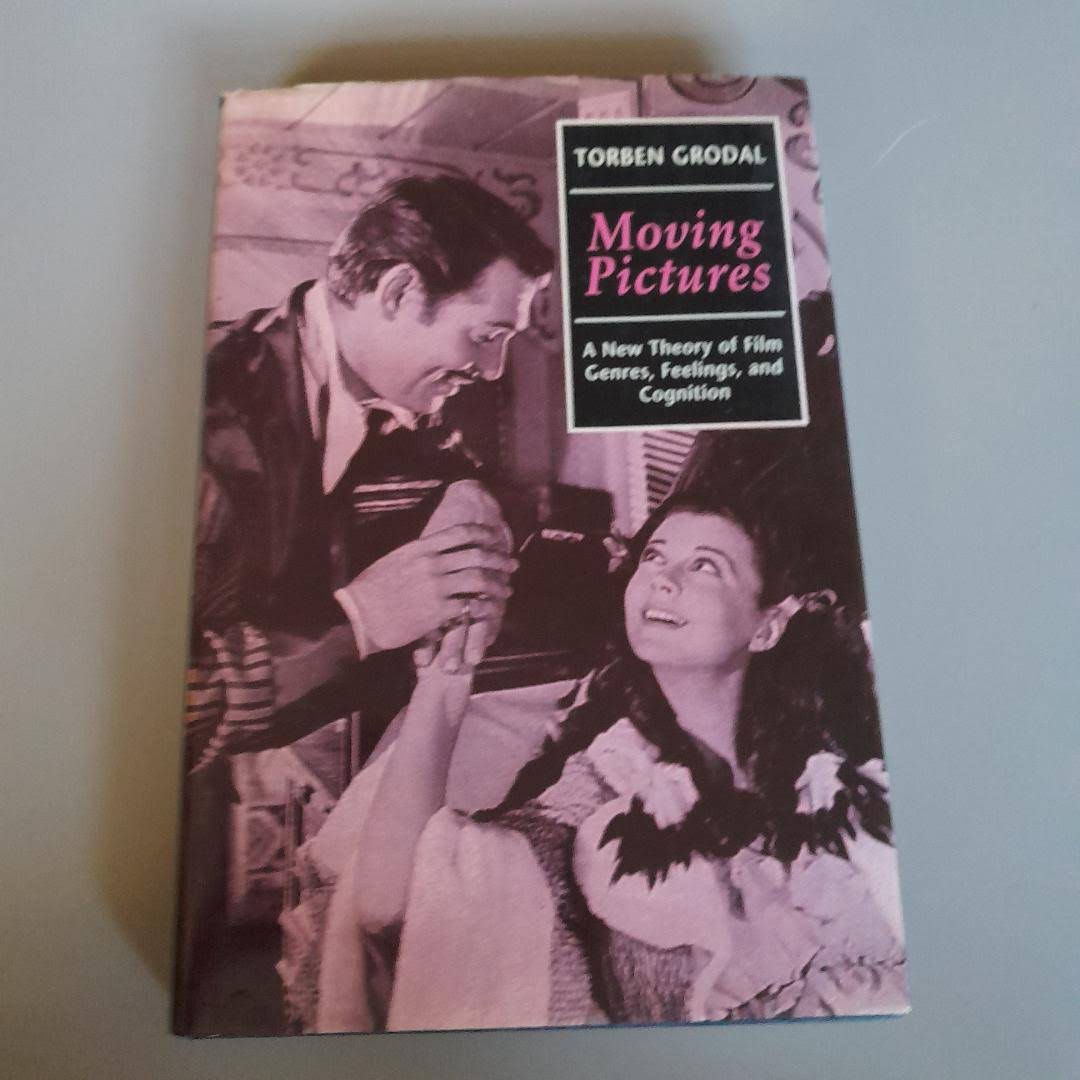 TORBEN GRODAL
Moving
Pictures
A New Theory of Film
Genres, Feelings, and
Cognition